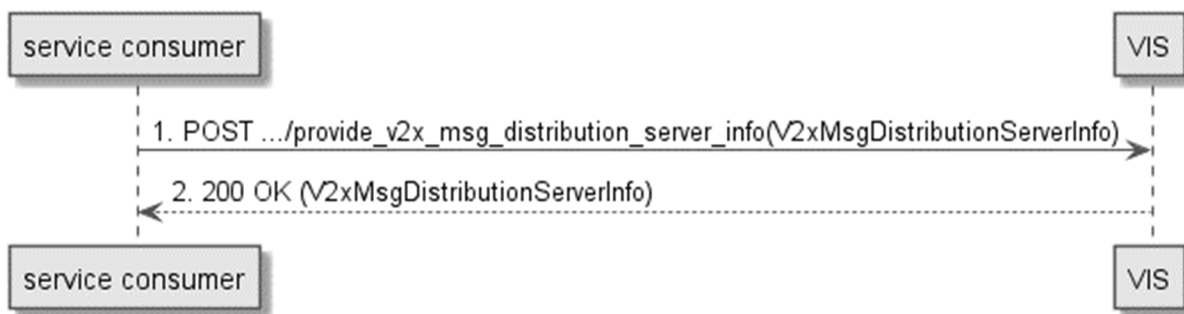 service consumer
VIS
1. POST .../provide_v2x_msg_distribution_server_info(V2xMsgDistributionServerInfo)
2. 200 OK (V2xMsgDistributionServerInfo)
service consumer
VIS